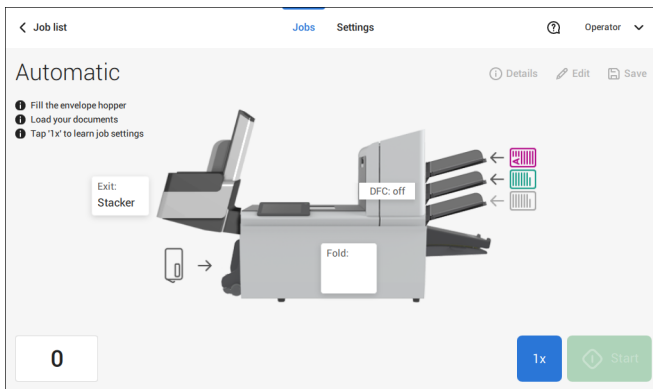 Job list
Jobs
Settings
Operator
Automatic
Details
Edit
Save
Fill the envelope hopper
Load your documents
Tap '1x' to learn job settings
Exit:
Stacker
DFC: off
A
Fold:
0
1x
Start